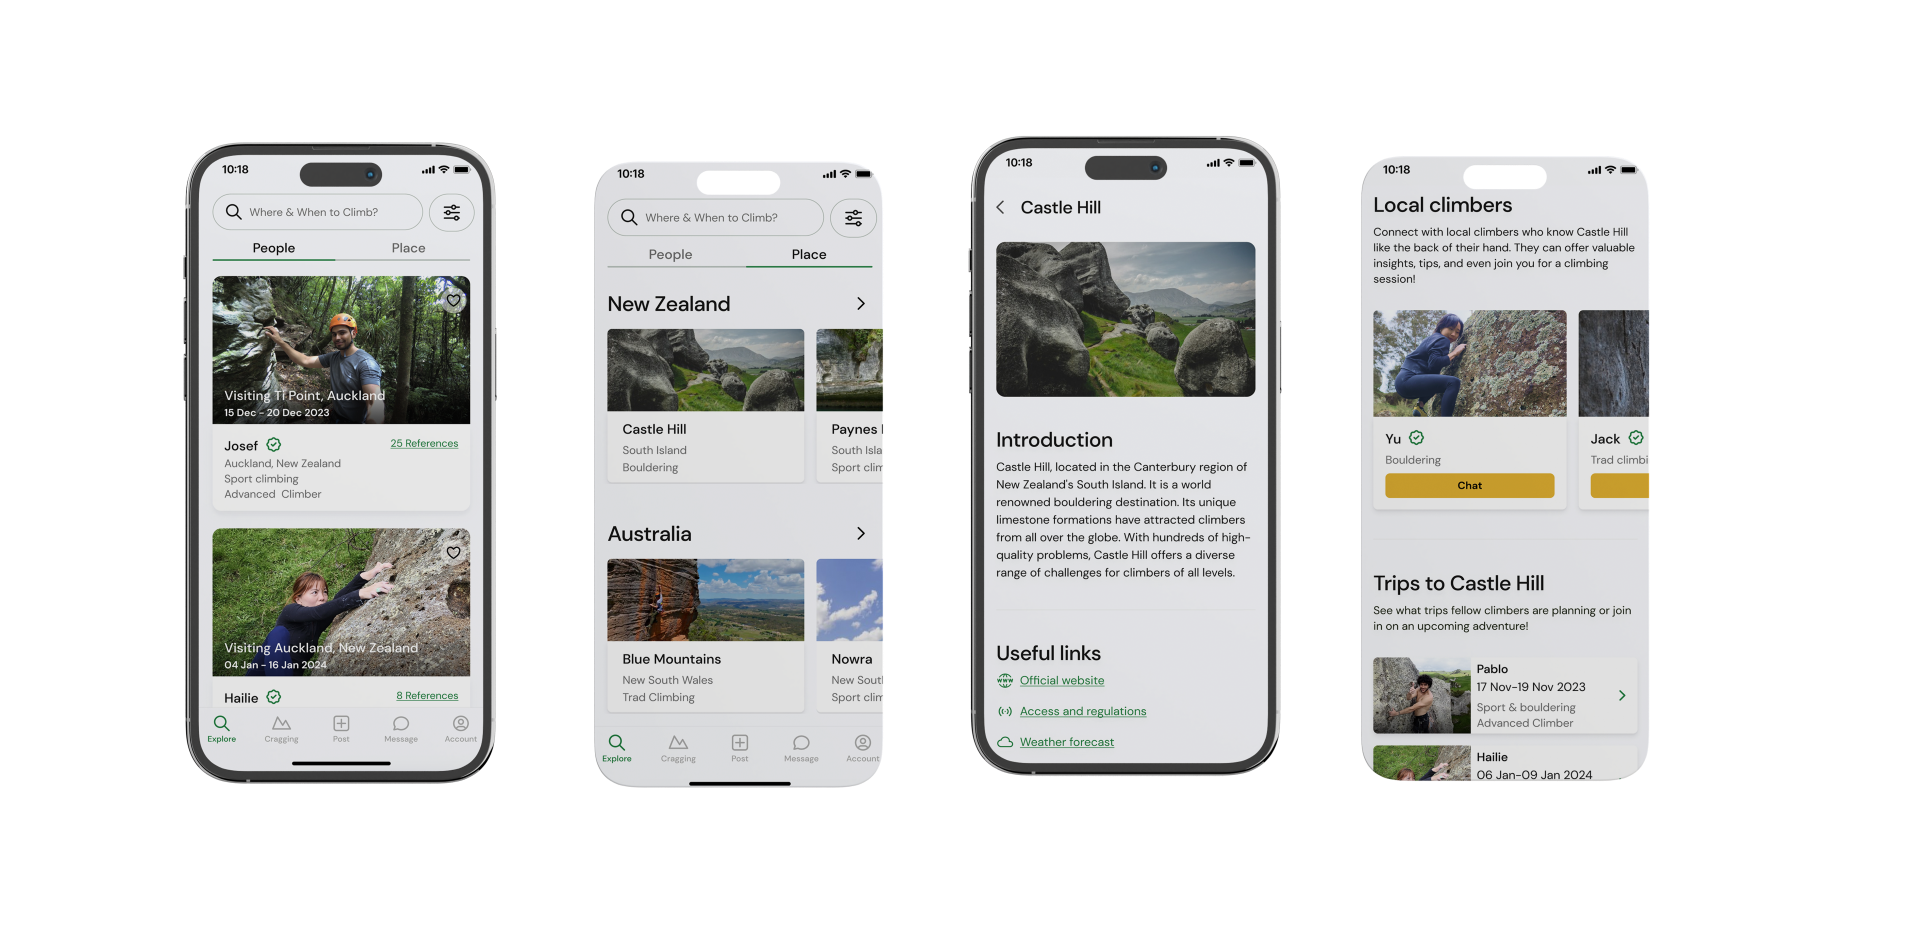 10:18
Where & When to Climb?
People
Place
Visiting Ti Point, Auckland
15 Dec - 20 Dec 2023
Josef
25 References
Auckland, New Zealand
Sport climbing
Advanced Climber
Visiting Auckland, New Zealand
04 Jan - 16 Jan 2024
Hailie
8 References
Explore
Cragging
Post
Message
Account
10:18
Where & When to Climb?
People
Place
New Zealand
Castle Hill
South Island
Bouldering
Paynes
South Isla
Sport clim
Australia
Blue Mountains
New South Wales
Trad Climbing
Nowra
New Sout
Sport clim
Explore
Cragging
Post
Message
Account
10:18
Castle Hill
Introduction
Castle Hill, located in the Canterbury region of
New Zealand's South Island. It is a world
renowned bouldering destination. Its unique
limestone formations have attracted climbers
from all over the globe. With hundreds of high-
quality problems, Castle Hill offers a diverse
range of challenges for climbers of all levels.
Useful links
www
Official website
Access and regulations
Weather forecast
10:18
Local climbers
Connect with local climbers who know Castle Hill
like the back of their hand. They can offer valuable
insights, tips, and even join you for a climbing
session!
Yu
Bouldering
Chat
Jack
Trad climbi
Trips to Castle Hill
See what trips fellow climbers are planning or join
in on an upcoming adventure!
Pablo
17 Nov-19 Nov 2023
Sport & bouldering
Advanced Climber
Hailie
06 Jan-09 Jan 2024